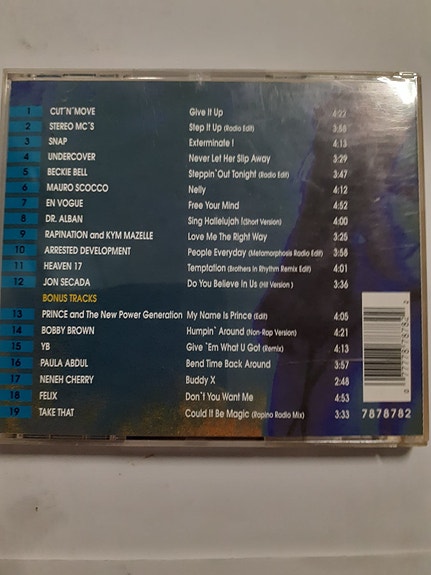 1 CUT´N´MOVE Give It Up 4:22
2 STEREO MC´S Step It Up (Radio Edit) 3:58
3 SNAP Exterminate ! 4:13
4 UNDERCOVER Never Let Her Slip Away 3:29
5 BECKIE BELL Steppin´Out Tonight (Radio Edit) 3:47
6 MAURO SCOCCO Nelly 4:12
7 EN VOGUE Free Your Mind 4:52
8 DR. ALBAN Sing Hallelujah (Short Version) 4:00
9 RAPINATION and KYM MAZELLE Love Me The Right Way 3:25
10 ARRESTED DEVELOPMENT People Everyday (Metamorphosis Radio Edit) 3:58
11 HEAVEN 17 Temptation (Brothers in Rhythm Remix Edit) 4:01
12 JON SECADA Do You Believe In Us (Hit Version ) 3:36
BONUS TRACKS
13 PRINCE and The New Power Generation My Name Is Prince (Edit) 4:05
14 BOBBY BROWN Humpin´ Around (Non-Rap Version) 4:21
15 YB Give ´Em What U Got (Remix) 4:13
16 PAULA ABDUL Bend Time Back Around 3:57
17 NENEH CHERRY Buddy X 2:48
18 FELIX Don´t You Want Me 4:53
19 TAKE THAT Could It Be Magic (Rapino Radio Mix) 3:33
7878782